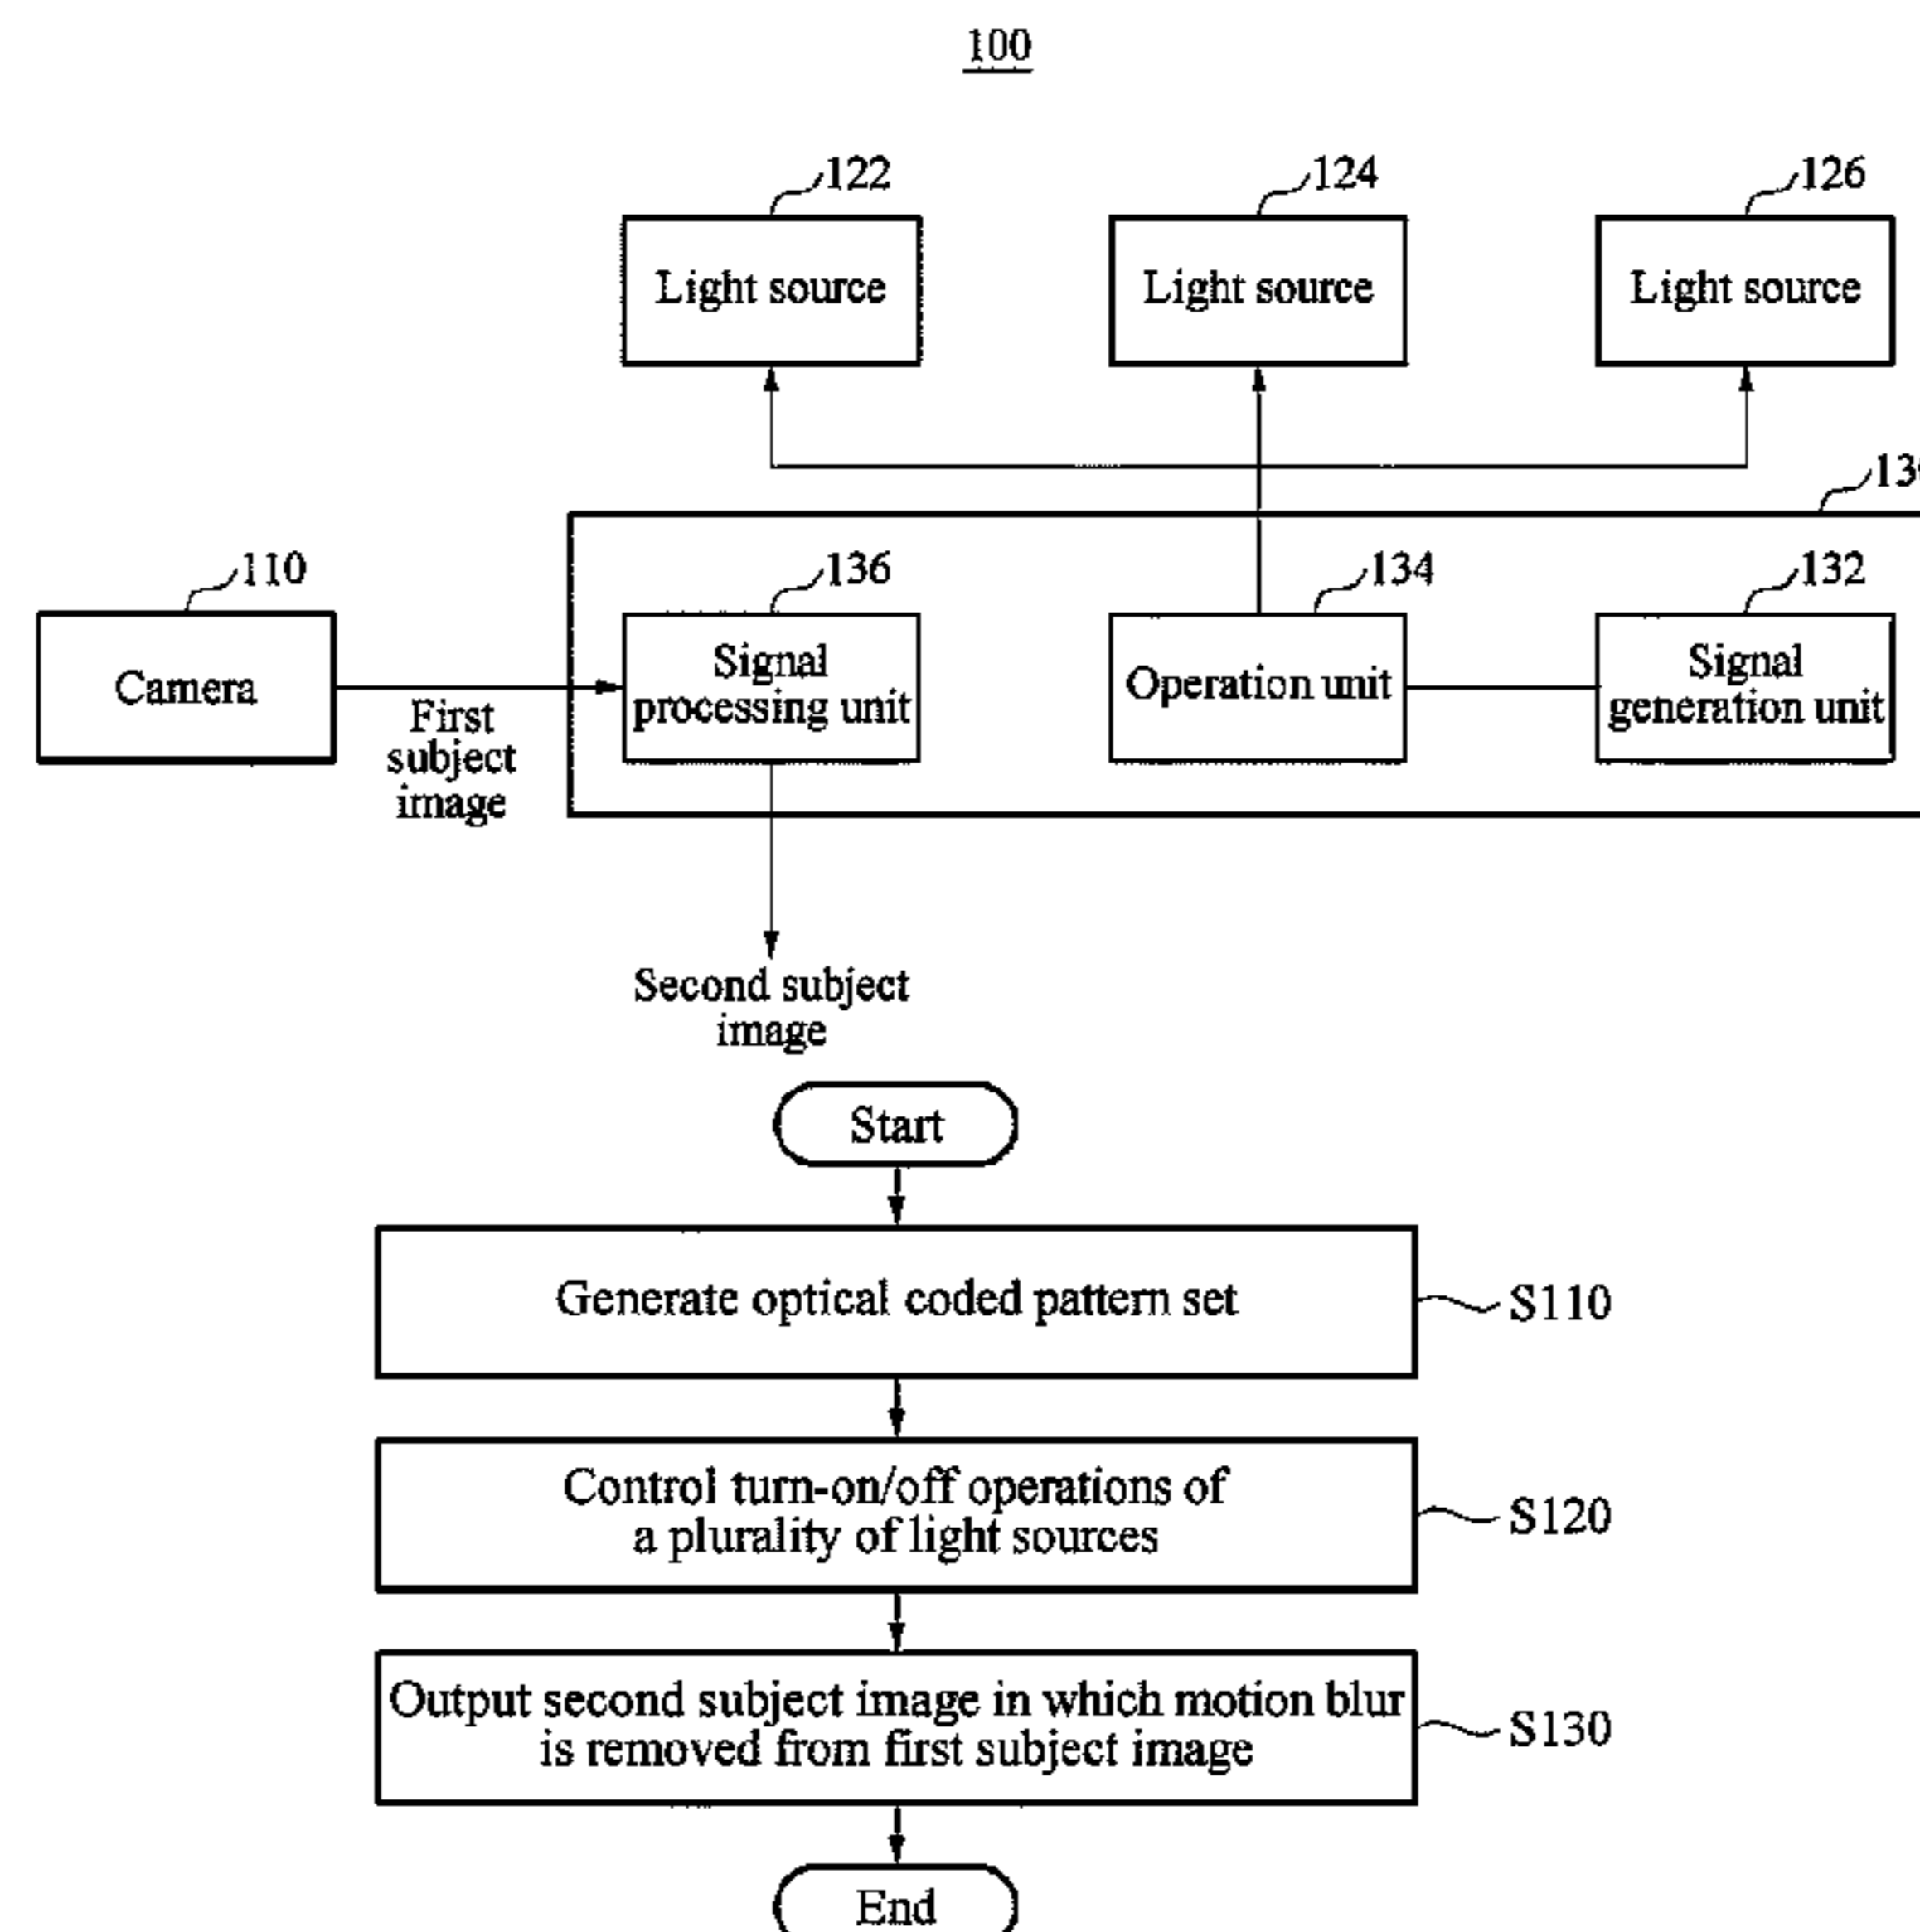 100
122
124
126
Light source
Light source
Light source
110
136
134
132
Camera
First
subject
image
Signal
processing unit
Operation unit
Signal
generation unit
Second subject
image
Start
Generate optical coded pattern set
S110
Control turn-on/off operations of
a plurality of light sources
S120
Output second subject image in which motion blur
is removed from first subject image
S130
End